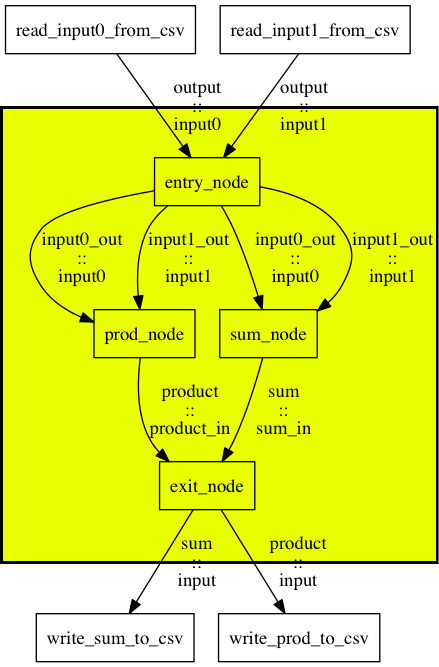 read_input0_from_csv read_input1_from_csv
output output
:: ::
input0 input1
entry_node
input0_out input1_out input0_out input1_out
:: :: :: ::
input0 input1 input0 input1
prod_node sum_node
product sum
:: ::
product_in sum_in
exit_node
sum product
:: ::
input input
write_sum_to_csv write_prod_to_csv